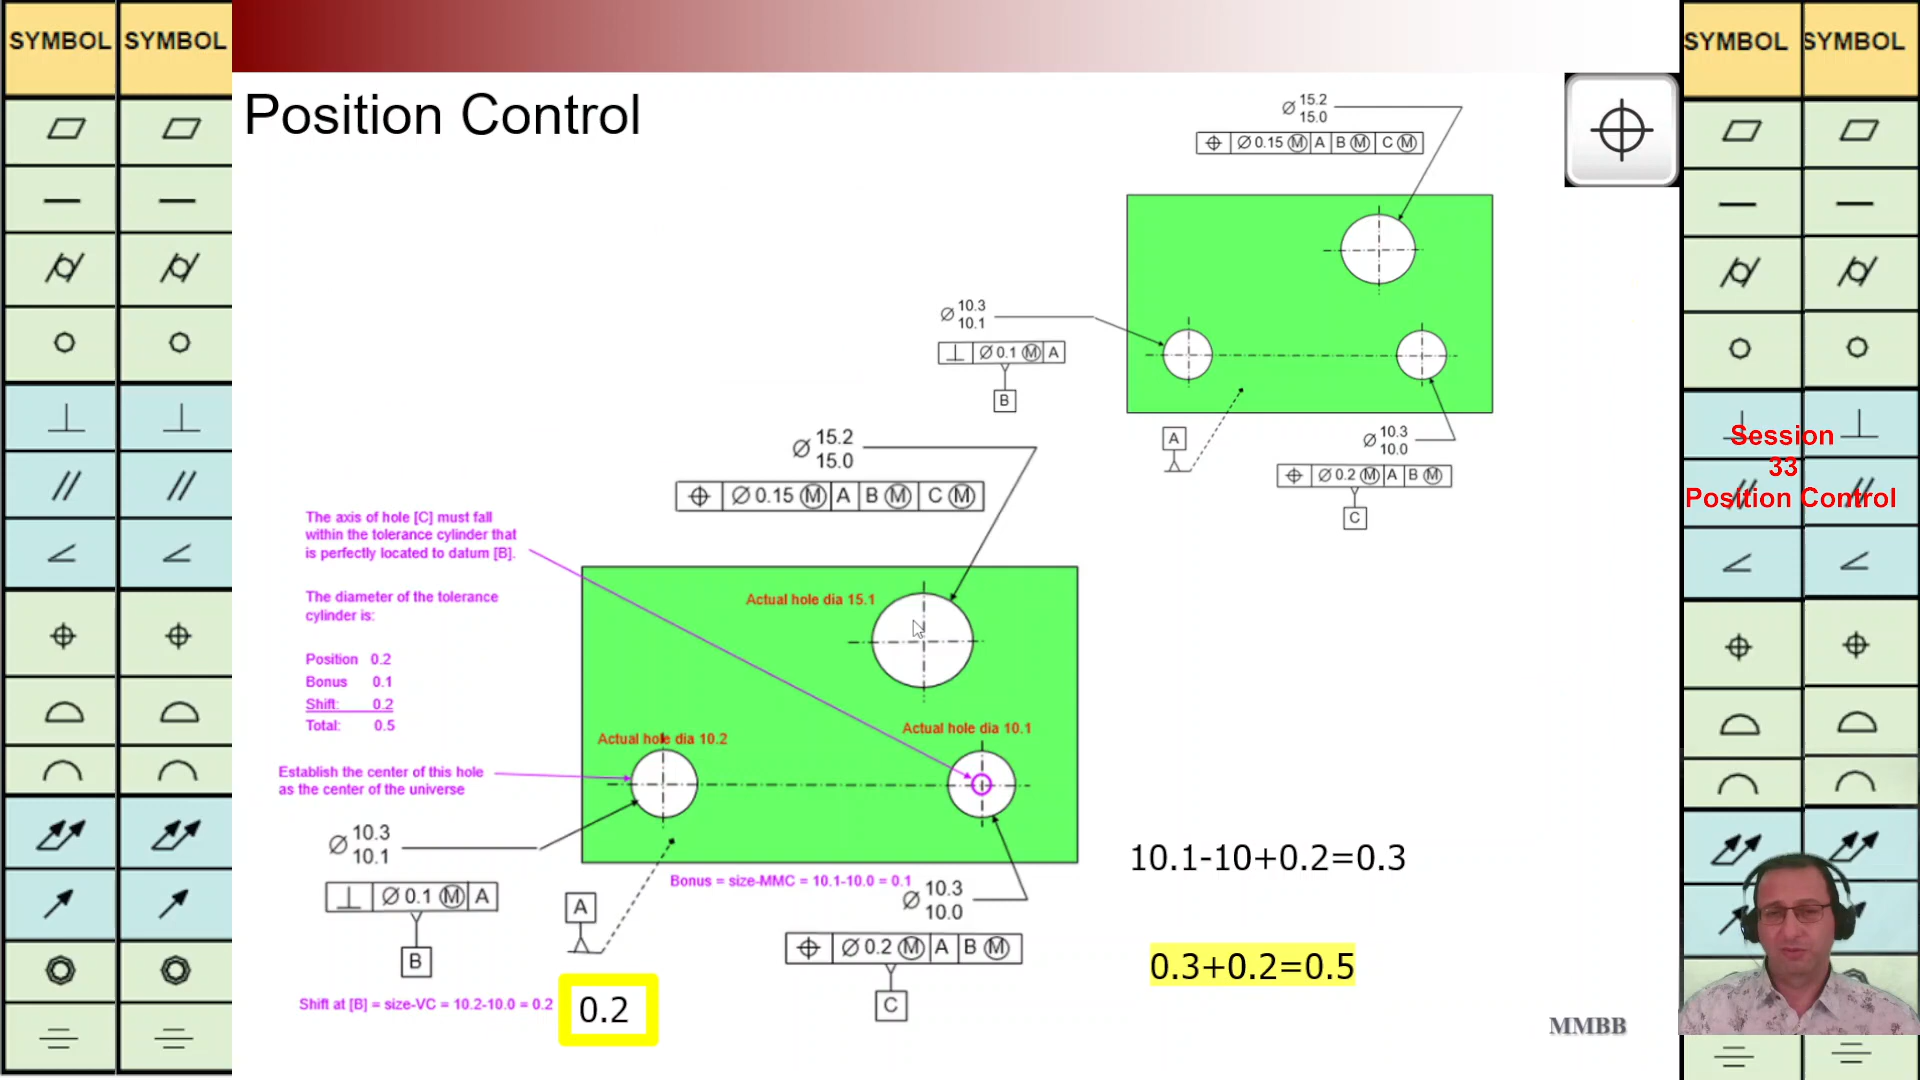 SYMBOL SYMBOL
Position Control
SYMBOL SYMBOL
Session
33
Position Control
⌀ 15.2
15.0
⌖ ⌀ 0.15 Ⓜ A B Ⓜ C Ⓜ
⌀ 10.3
10.1
⊥ ⌀ 0.1 Ⓜ A
B
A
⌀ 10.3
10.0
⌖ ⌀ 0.2 Ⓜ A B Ⓜ
C
⌀ 15.2
15.0
⌖ ⌀ 0.15 Ⓜ A B Ⓜ C Ⓜ
The axis of hole [C] must fall
within the tolerance cylinder that
is perfectly located to datum [B].
The diameter of the tolerance
cylinder is:
Position 0.2
Bonus 0.1
Shift: 0.2
Total: 0.5
Establish the center of this hole
as the center of the universe
Actual hole dia 15.1
Actual hole dia 10.2
Actual hole dia 10.1
⌀ 10.3
10.1
⊥ ⌀ 0.1 Ⓜ A
B
Shift at [B] = size-VC = 10.2-10.0 = 0.2
0.2
A
Bonus = size-MMC = 10.1-10.0 = 0.1
⌀ 10.3
10.0
⌖ ⌀ 0.2 Ⓜ A B Ⓜ
C
10.1-10+0.2=0.3
0.3+0.2=0.5
MMBB